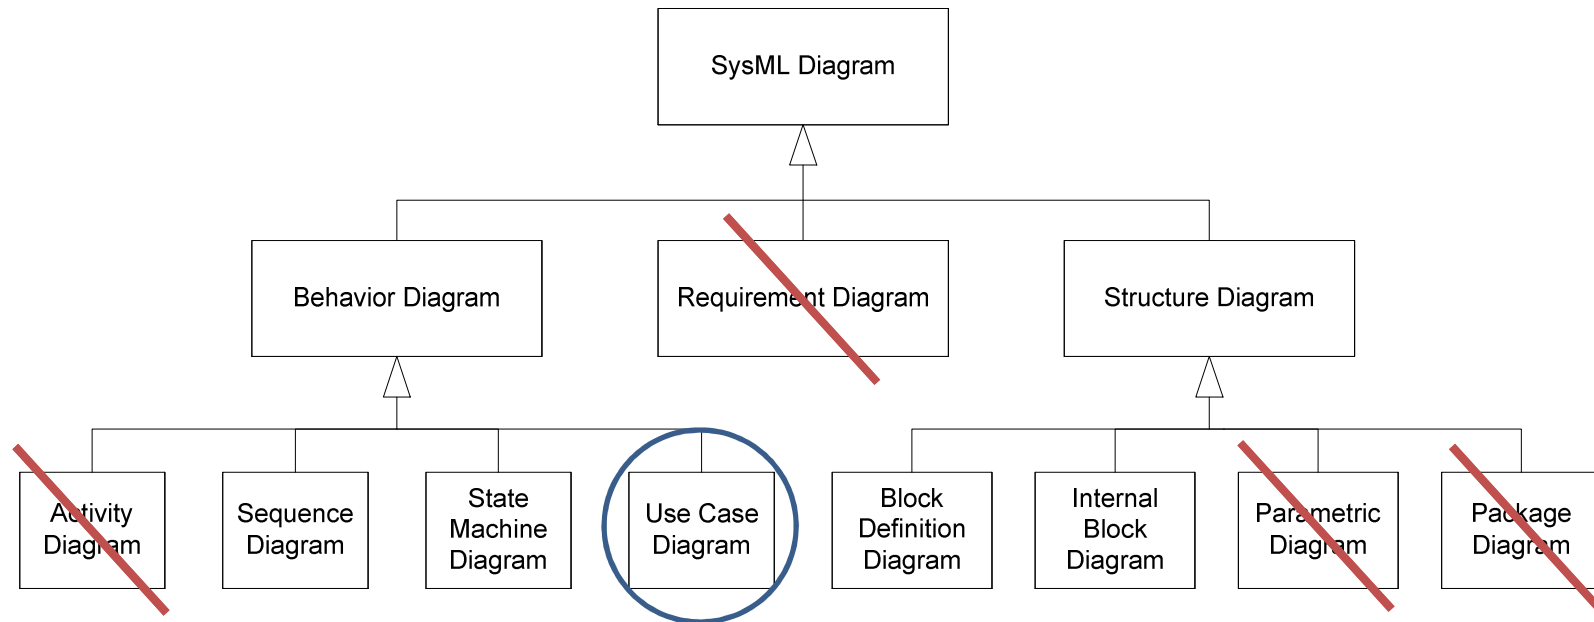 SysML Diagram
Behavior Diagram
Requirement Diagram
Structure Diagram
Activity
Diagram
Sequence
Diagram
State
Machine
Diagram
Use Case
Diagram
Block
Definition
Diagram
Internal
Block
Diagram
Parametric
Diagram
Package
Diagram